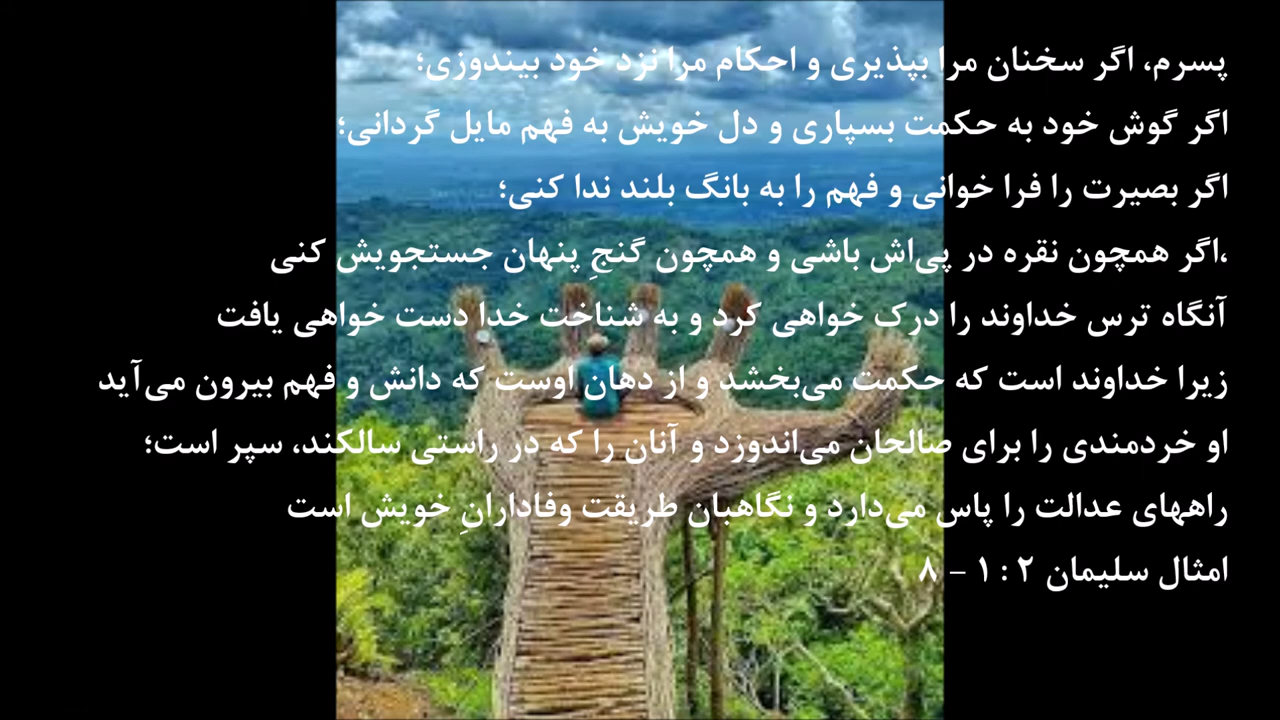 پسرم، اگر سخنان مرا بپذیری و احکام مرا نزد خود بیندوزی؛
اگر گوش خود به حکمت بسپاری و دل خویش به فهم مایل گردانی؛
اگر بصیرت را فرا خوانی و فهم را به بانگ بلند ندا کنی؛
،اگر همچون نقره در پی‌اش باشی و همچون گنجِ پنهان جستجویش کنی
آنگاه ترس خداوند را درک خواهی کرد و به شناخت خدا دست خواهی یافت
زیرا خداوند است که حکمت می‌بخشد و از دهان اوست که دانش و فهم بیرون می‌آید
او خردمندی را برای صالحان می‌اندوزد و آنان را که در راستی سالکند، سپر است؛
راههای عدالت را پاس می‌دارد و نگاهبان طریقت وفادارانِ خویش است
امثال سلیمان ۲ : ۱ – ۸